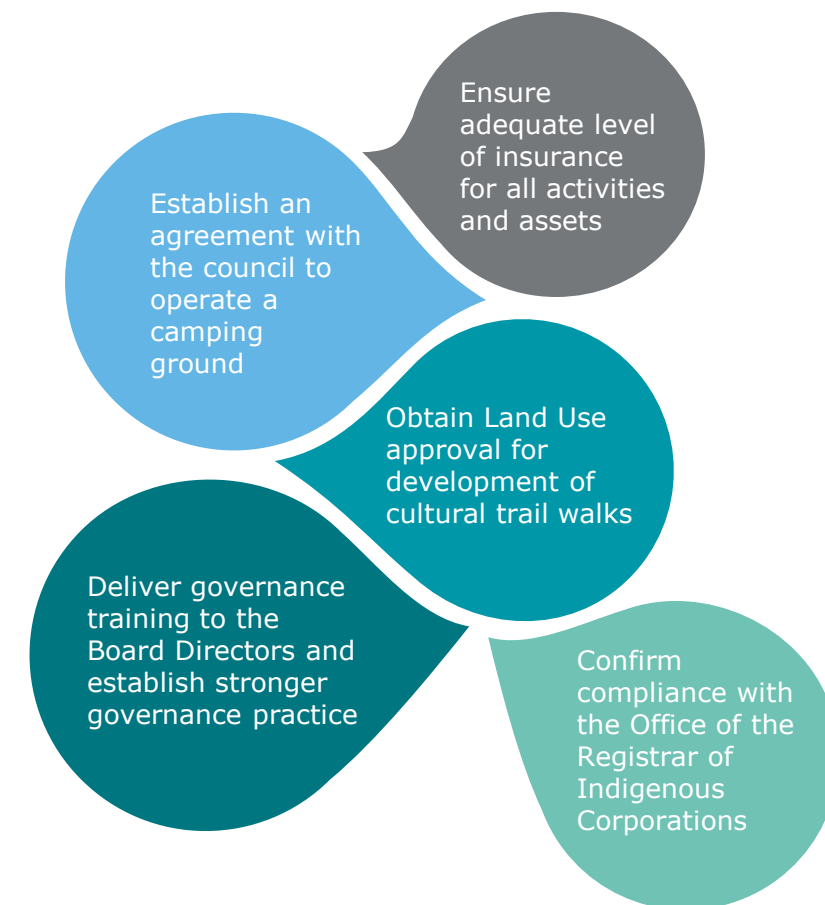 Ensure
adequate level
of insurance
for all activities
and assets
Establish an
agreement with
the council to
operate a
camping
ground
Obtain Land Use
approval for
development of
cultural trail walks
Deliver governance
training to the
Board Directors and
establish stronger
governance practice
Confirm
compliance with
the Office of the
Registrar of
Indigenous
Corporations